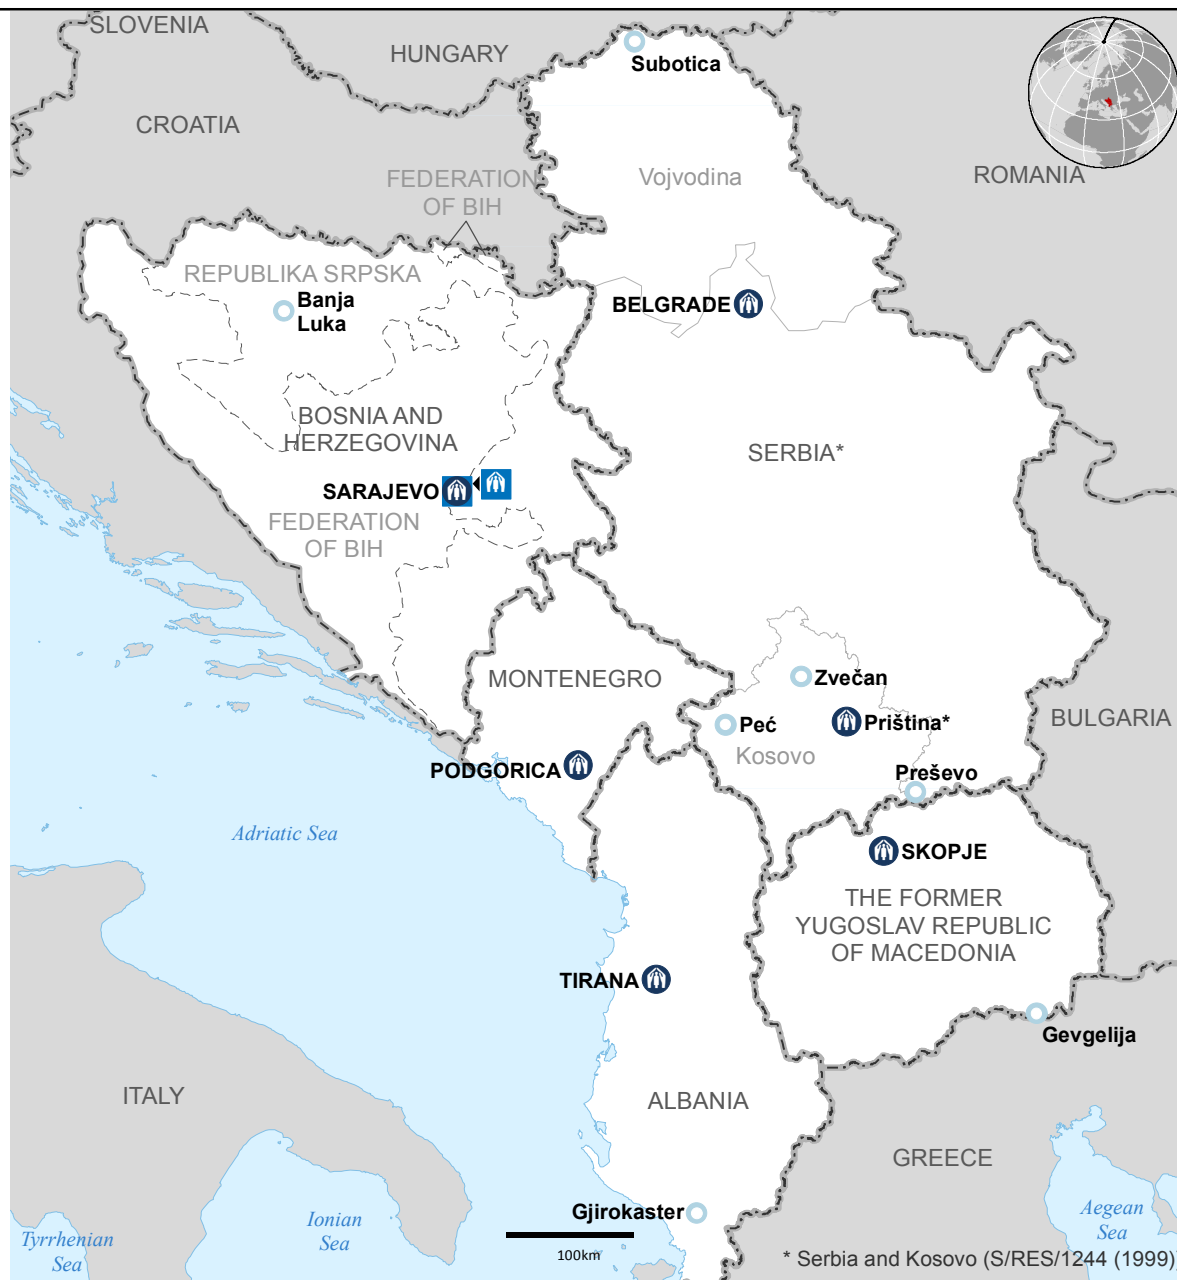 SLOVENIA
HUNGARY
Subotica
CROATIA
ROMANIA
FEDERATION
OF BIH
Vojvodina
REPUBLIKA SRPSKA
Banja
Luka
BELGRADE
BOSNIA AND
HERZEGOVINA
SERBIA*
SARAJEVO
FEDERATION
OF BIH
MONTENEGRO
Zvečan
Peć
Priština*
BULGARIA
Kosovo
PODGORICA
Preševo
Adriatic Sea
SKOPJE
THE FORMER
YUGOSLAV REPUBLIC
OF MACEDONIA
TIRANA
Gevgelija
ITALY
ALBANIA
GREECE
Gjirokaster
Ionian
Sea
Aegean
Sea
Tyrrhenian
Sea
100km
* Serbia and Kosovo (S/RES/1244 (1999)